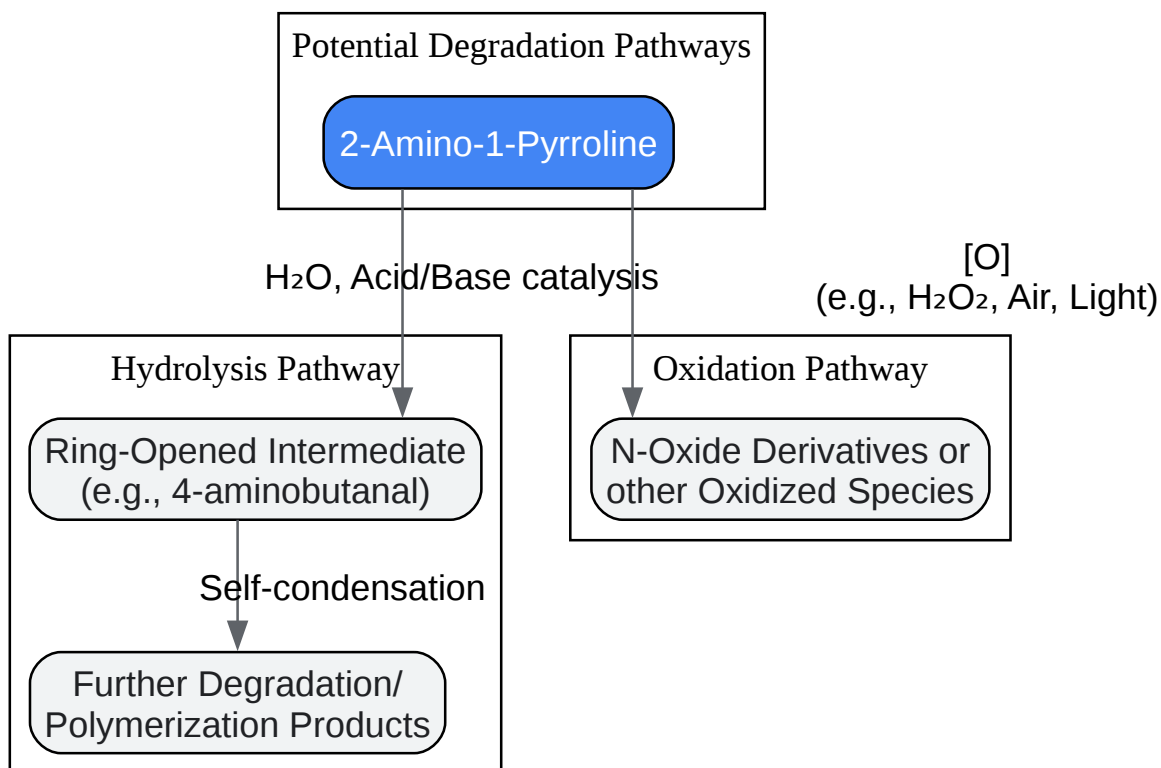 Potential Degradation Pathways
2-Amino-1-Pyrroline
H₂O, Acid/Base catalysis
[O]
(e.g., H₂O₂, Air, Light)
Hydrolysis Pathway
Ring-Opened Intermediate
(e.g., 4-aminobutanal)
Self-condensation
Further Degradation/
Polymerization Products
Oxidation Pathway
N-Oxide Derivatives or
other Oxidized Species